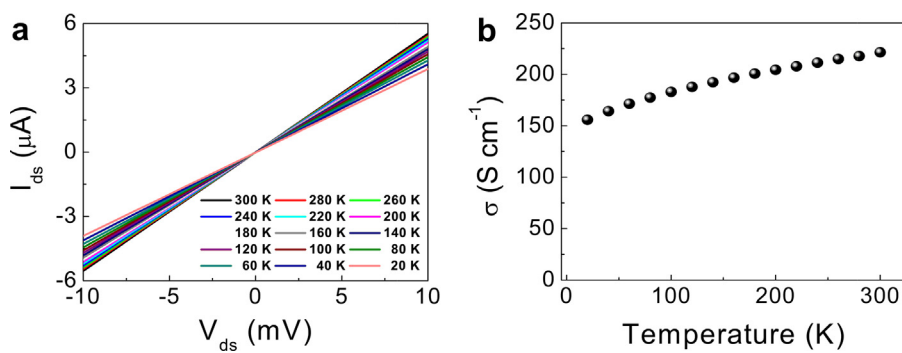 a
6
3
0
-3
-6
I_ds (μA)
300 K 280 K 260 K
240 K 220 K 200 K
180 K 160 K 140 K
120 K 100 K 80 K
60 K 40 K 20 K
-10 -5 0 5 10
V_ds (mV)
b
250
200
150
100
50
0
σ (S cm⁻¹)
0 100 200 300
Temperature (K)